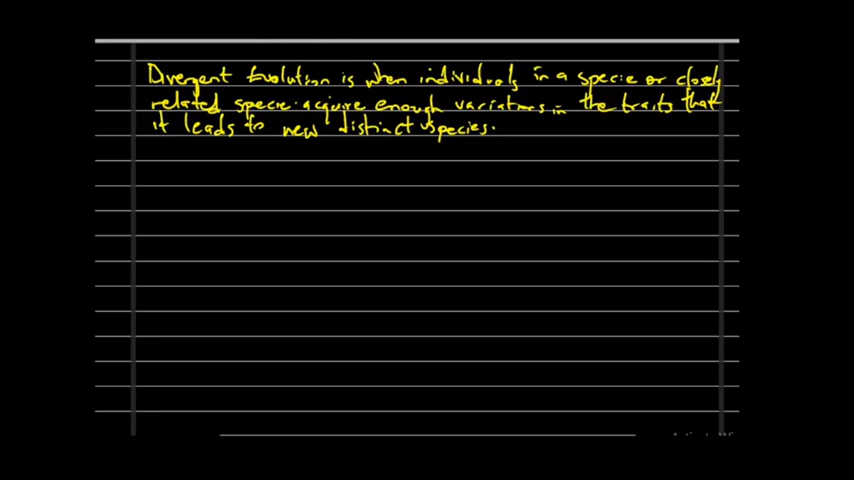 Divergent Evolution is when individuals in a specie or closely
related specie acquire enough variations in the traits that
it leads to new distinct species.